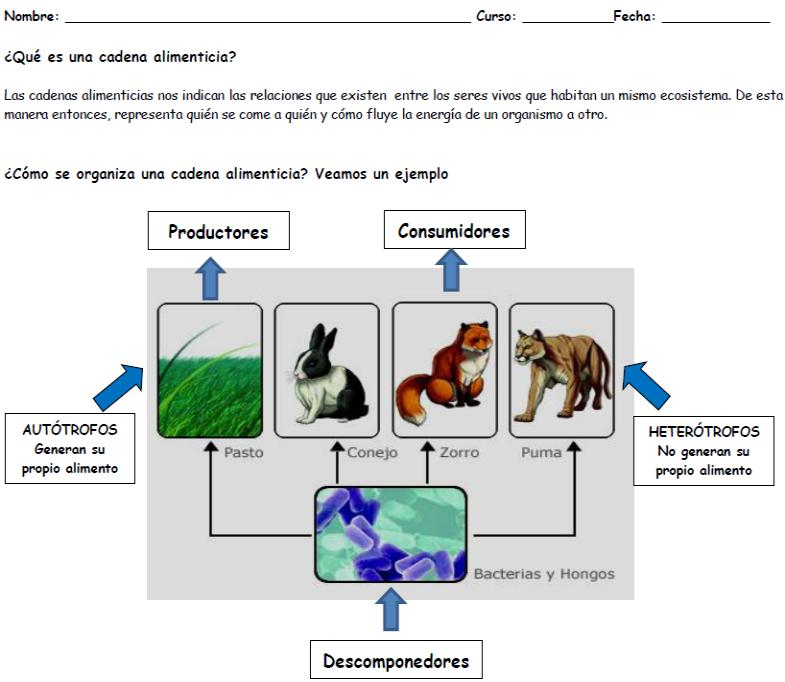 Nombre: ______________________________ Curso: __________Fecha: ____________
¿Qué es una cadena alimenticia?
Las cadenas alimenticias nos indican las relaciones que existen entre los seres vivos que habitan un mismo ecosistema. De esta
manera entonces, representa quién se come a quién y cómo fluye la energía de un organismo a otro.
¿Cómo se organiza una cadena alimenticia? Veamos un ejemplo
Productores
Consumidores
AUTÓTROFOS
Generan su
propio alimento
HETERÓTROFOS
No generan su
propio alimento
Pasto
Conejo
Zorro
Puma
Bacterias y Hongos
Descomponedores